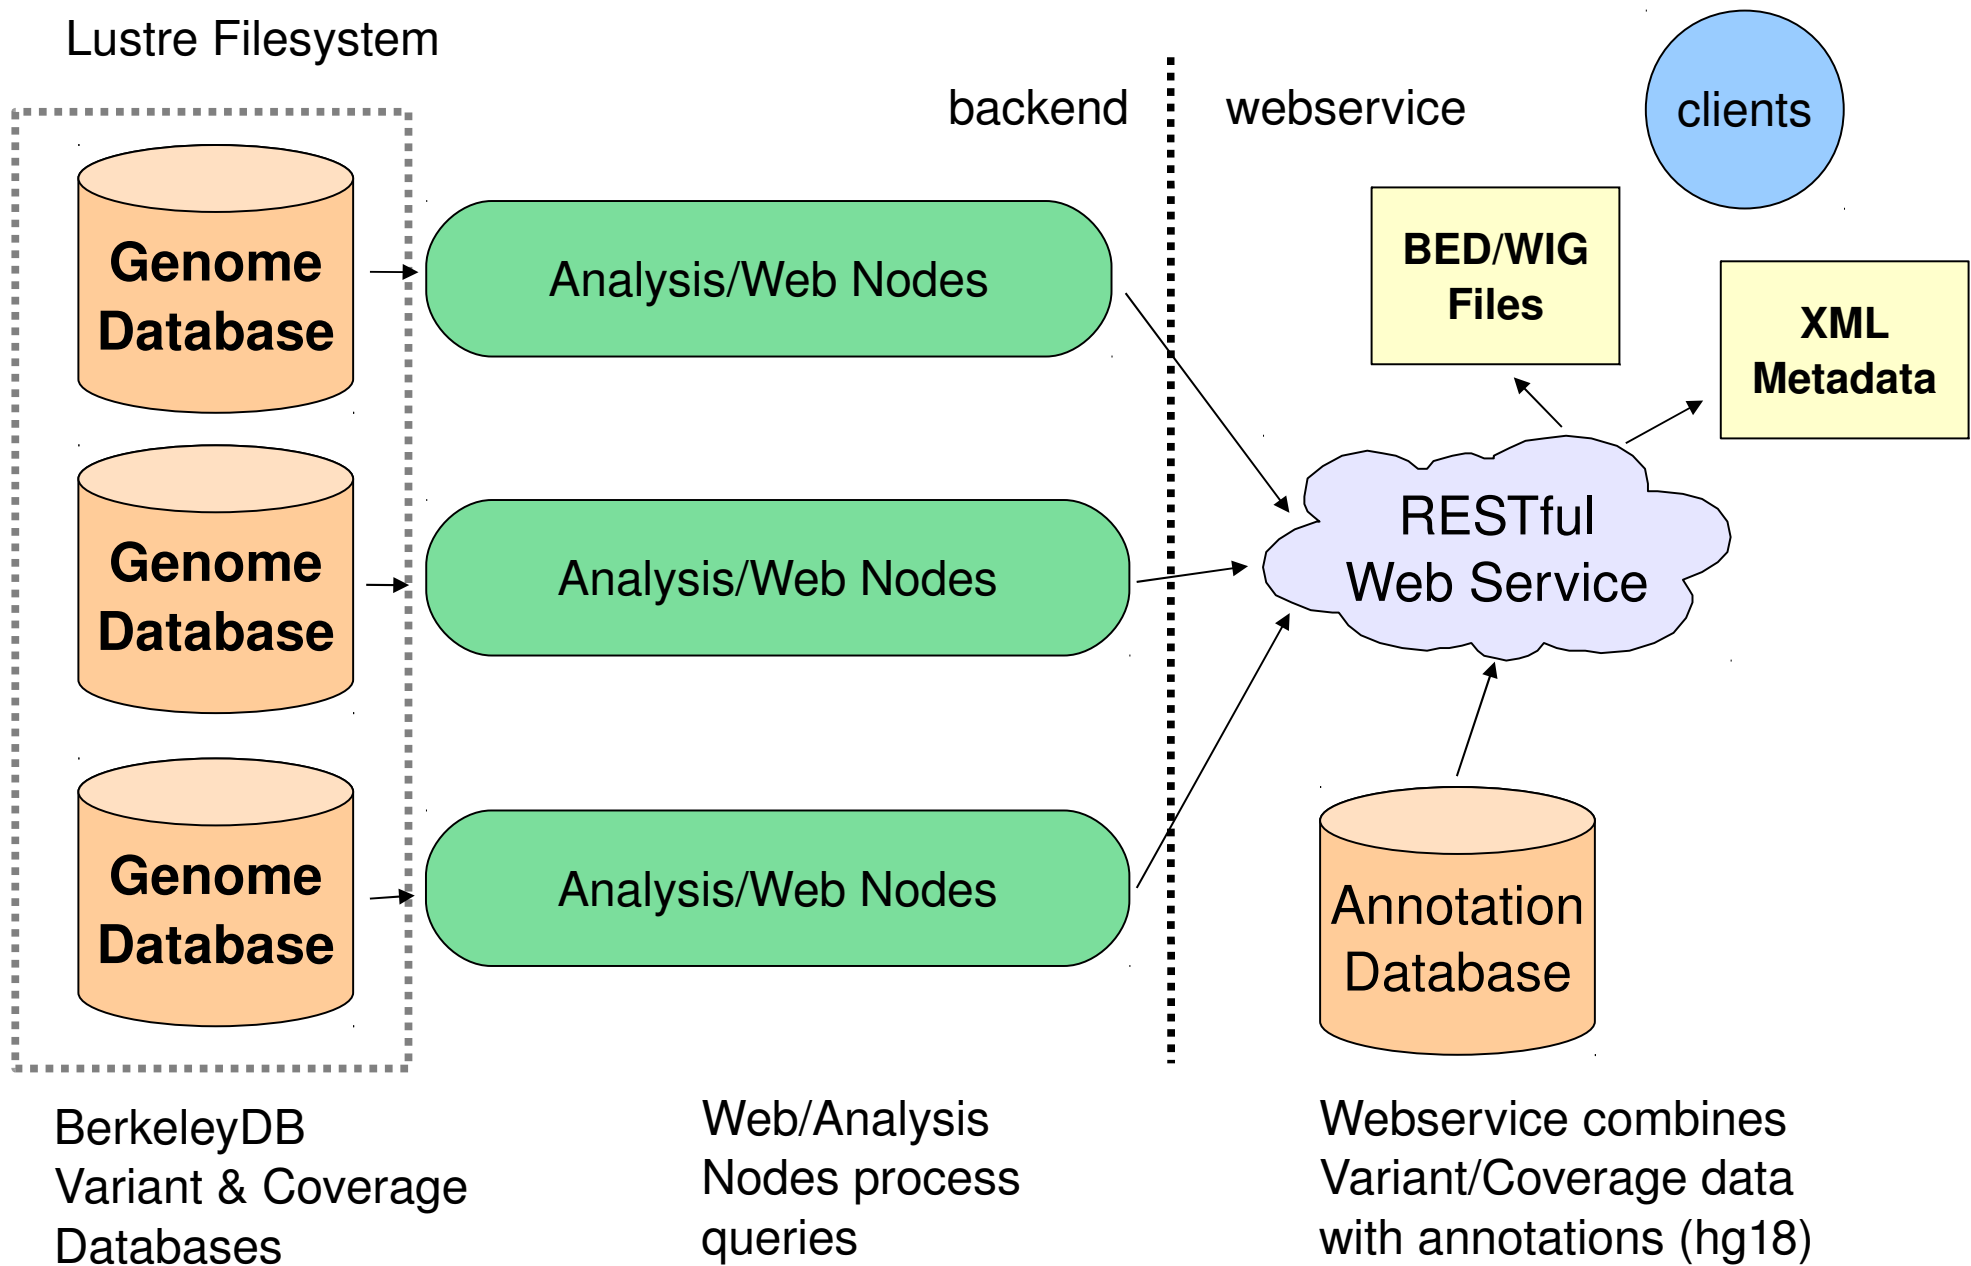 Lustre Filesystem
backend
webservice
clients
Genome
Database
Analysis/Web Nodes
BED/WIG
Files
XML
Metadata
Genome
Database
Analysis/Web Nodes
RESTful
Web Service
Genome
Database
Analysis/Web Nodes
Annotation
Database
BerkeleyDB
Variant & Coverage
Databases
Web/Analysis
Nodes process
queries
Webservice combines
Variant/Coverage data
with annotations (hg18)